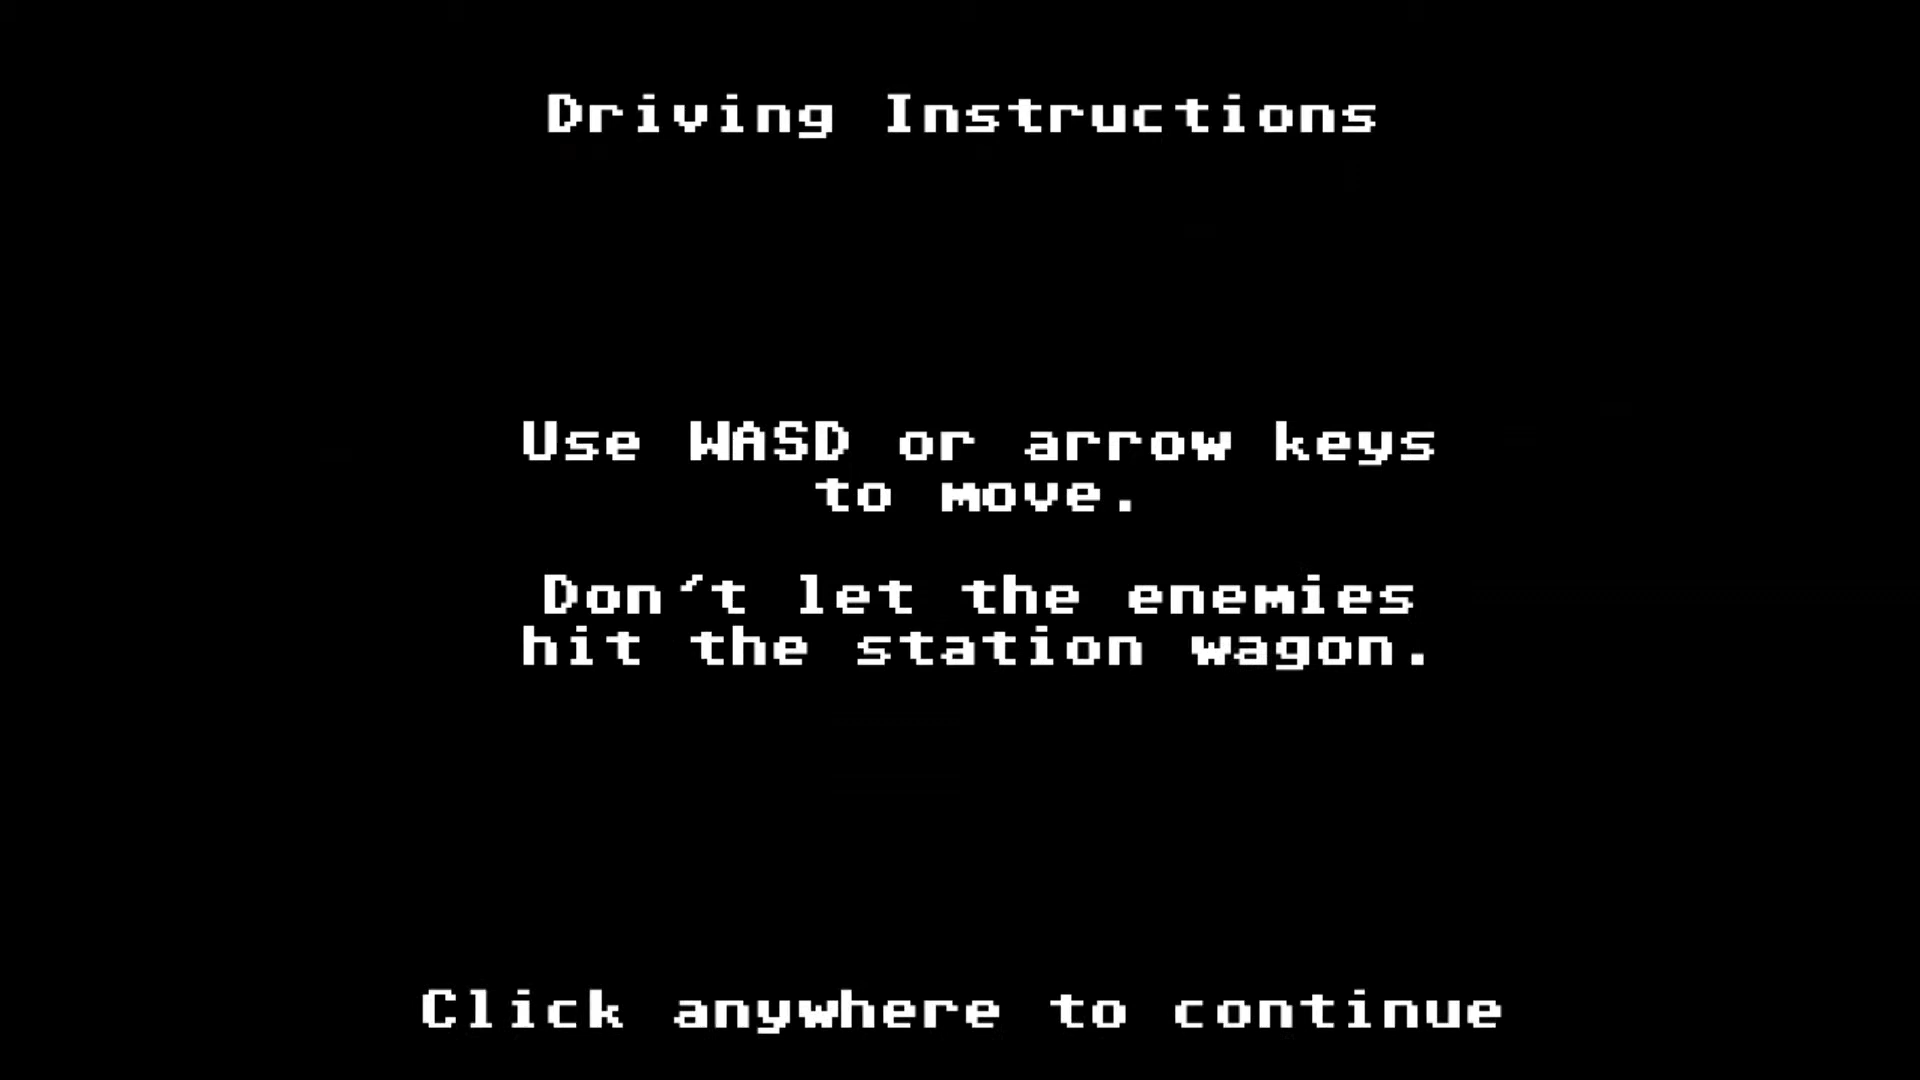 Driving Instructions
Use WASD or arrow keys
to move.
Don't let the enemies
hit the station wagon.
Click anywhere to continue